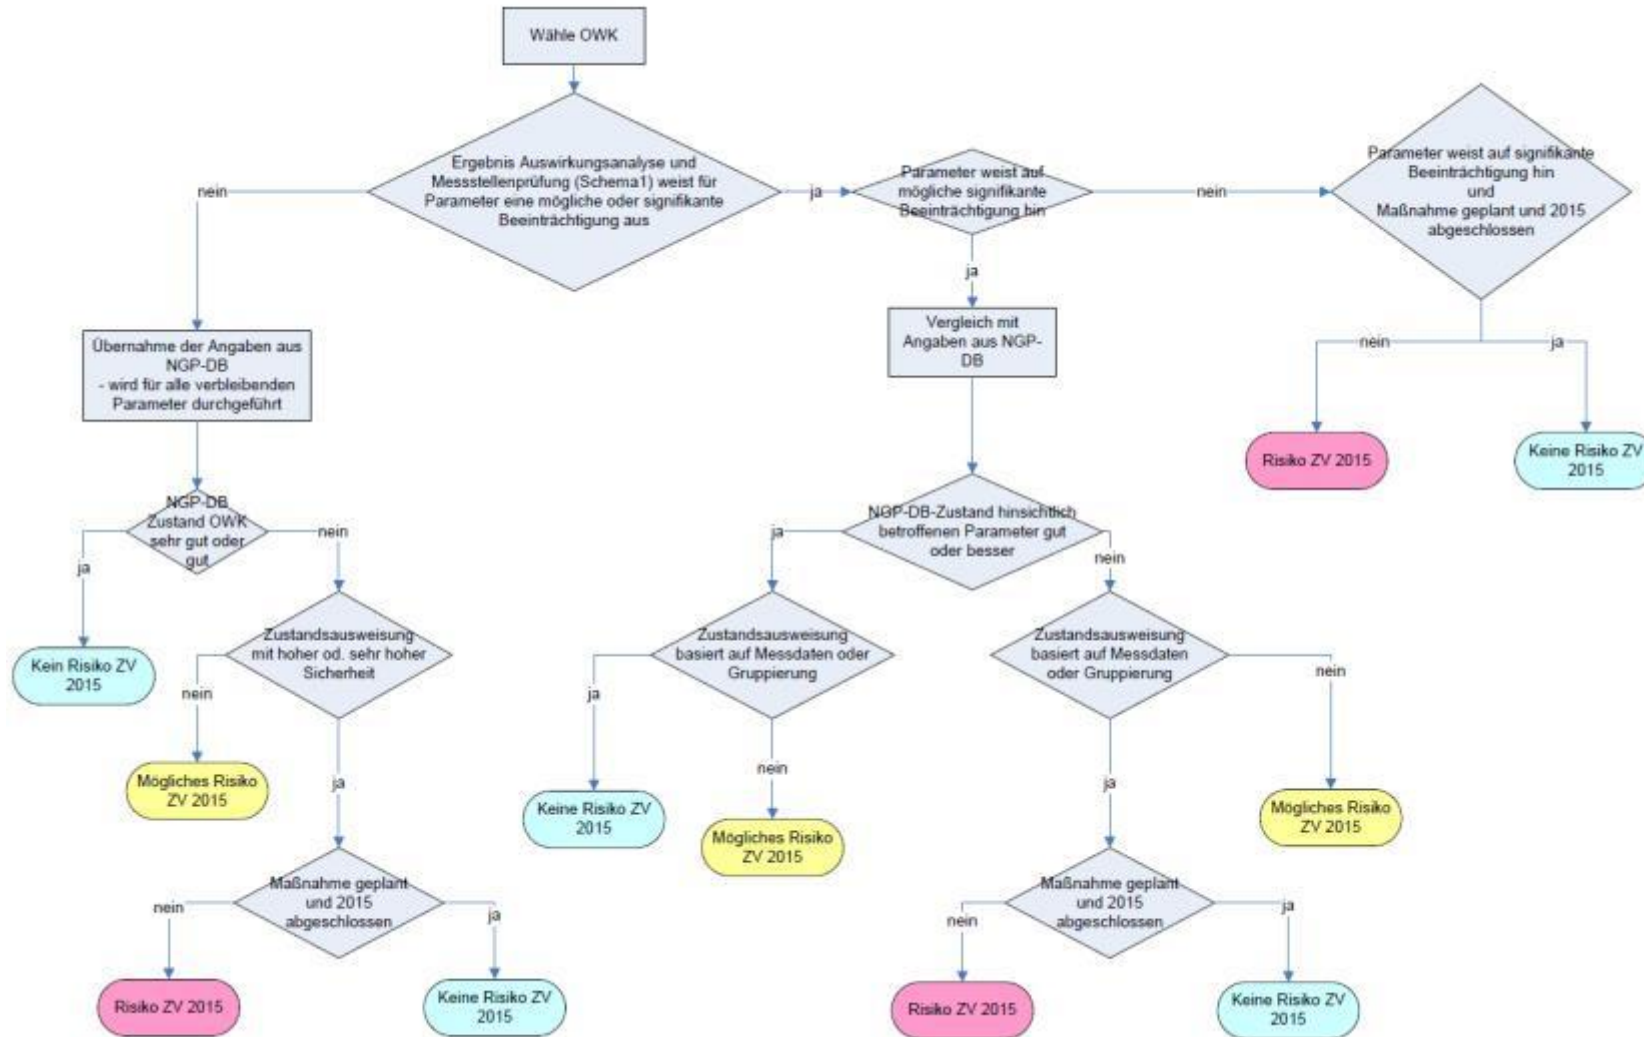 Wähle OWK
Ergebnis Auswirkungsanalyse und
Messstellenprüfung (Schema1) weist für
Parameter eine mögliche oder signifikante
Beeinträchtigung aus
nein
ja
Parameter weist auf
mögliche signifikante
Beeinträchtigung hin
nein
Parameter weist auf signifikante
Beeinträchtigung hin
und
Maßnahme geplant und 2015
abgeschlossen
ja
Übernahme der Angaben aus
NGP-DB
- wird für alle verbleibenden
Parameter durchgeführt
Vergleich mit
Angaben aus NGP-
DB
nein
ja
Risiko ZV 2015
Keine Risiko ZV
2015
NGP-DB
Zustand OWK
sehr gut oder
gut
ja
nein
NGP-DB-Zustand hinsichtlich
betroffenen Parameter gut
oder besser
ja
nein
Kein Risiko ZV
2015
Zustandsausweisung
mit hoher od. sehr hoher
Sicherheit
nein
ja
Zustandsausweisung
basiert auf Messdaten oder
Gruppierung
ja
nein
Zustandsausweisung
basiert auf Messdaten
oder Gruppierung
nein
ja
Mögliches Risiko
ZV 2015
Keine Risiko ZV
2015
Mögliches Risiko
ZV 2015
Mögliches Risiko
ZV 2015
Maßnahme geplant
und 2015
abgeschlossen
nein
ja
Maßnahme geplant
und 2015
abgeschlossen
nein
ja
Risiko ZV 2015
Keine Risiko ZV
2015
Risiko ZV 2015
Keine Risiko ZV
2015